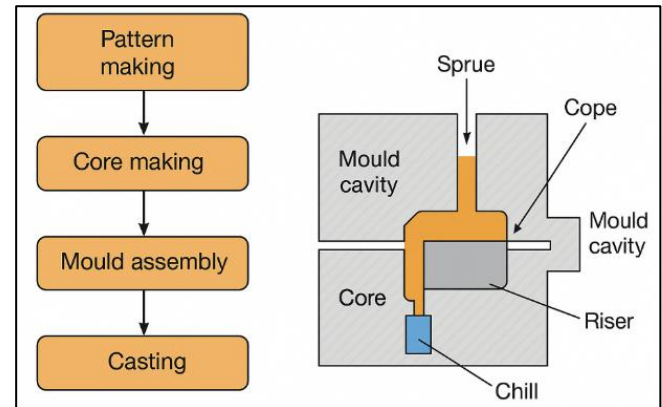 Pattern
making
Core making
Mould assembly
Casting
Sprue
Cope
Mould
cavity
Mould
cavity
Core
Riser
Chill